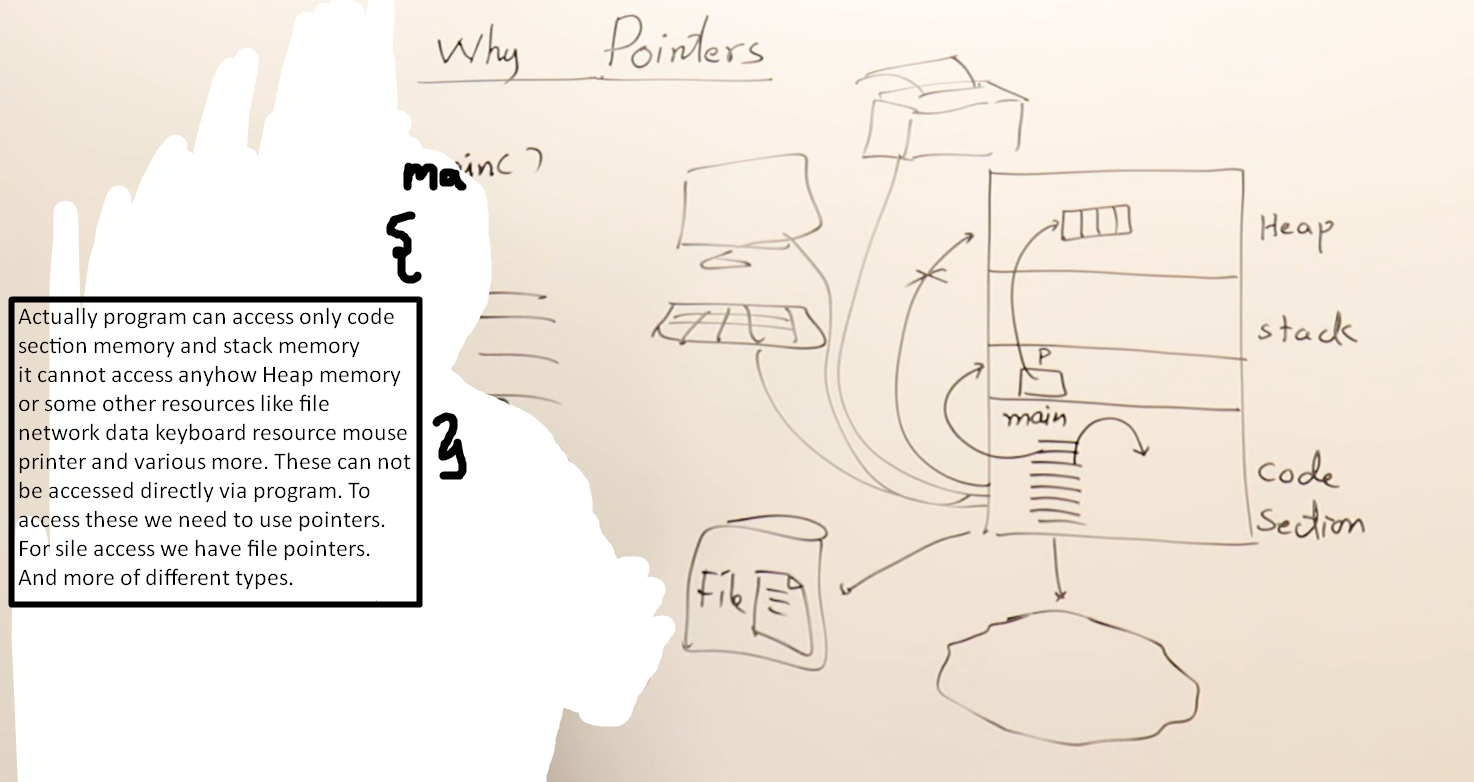 Why Pointers
Main()
{
}
Actually program can access only code
section memory and stack memory
it cannot access anyhow Heap memory
or some other resources like file
network data keyboard resource mouse
printer and various more. These can not
be accessed directly via program. To
access these we need to use pointers.
For sile access we have file pointers.
And more of different types.
Heap
stack
P
main
Code
Section
File